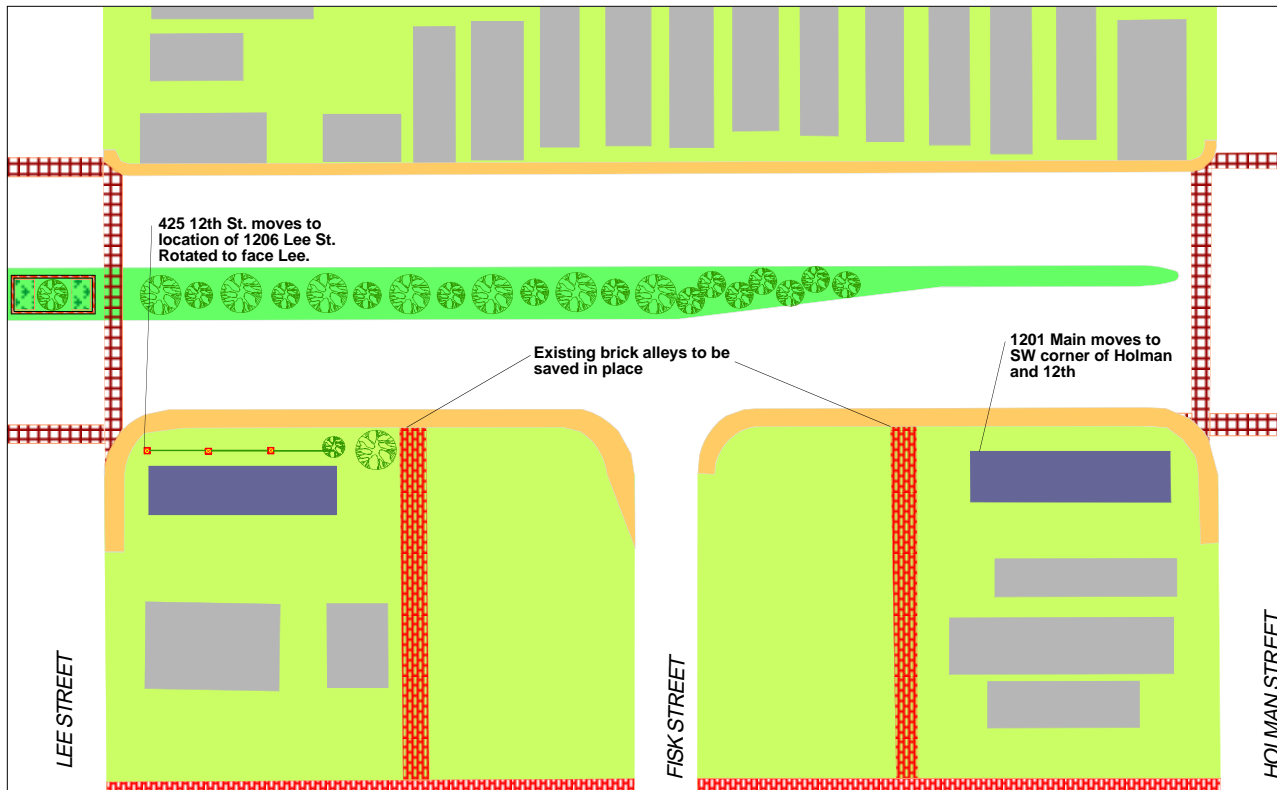 425 12th St. moves to
location of 1206 Lee St.
Rotated to face Lee.
Existing brick alleys to be
saved in place
1201 Main moves to
SW corner of Holman
and 12th
LEE STREET
FISK STREET
HOLMAN STREET